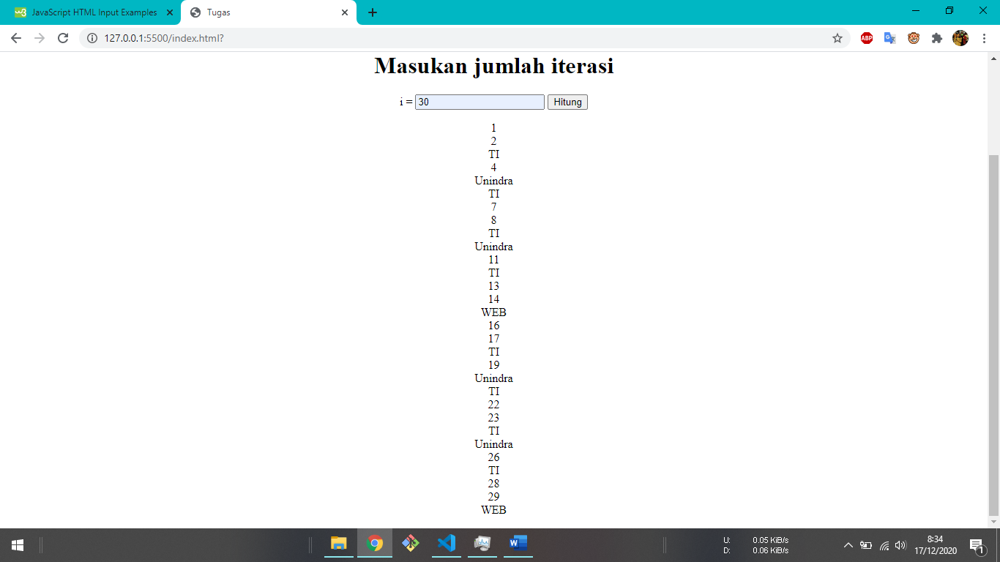 JavaScript HTML Input Examples
Tugas
127.0.0.1:5500/index.html?
ABP
Masukan jumlah iterasi
i = 30 Hitung
1
2
TI
4
Unindra
TI
7
8
TI
Unindra
11
TI
13
14
WEB
16
17
TI
19
Unindra
TI
22
23
TI
Unindra
26
TI
28
29
WEB
U: 0.05 KiB/s
D: 0.06 KiB/s
8:34
17/12/2020
1